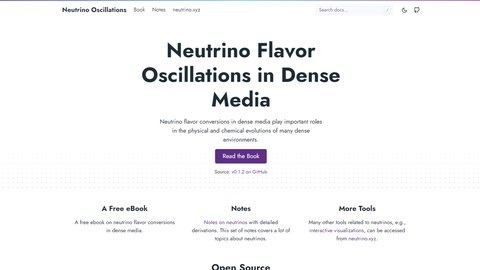 Neutrino Oscillations Book Notes neutrino.xyz Search docs... /
Neutrino Flavor
Oscillations in Dense
Media
Neutrino flavor conversions in dense media play important roles
in the physical and chemical evolutions of many dense
environments.
Read the Book
Source: v0.1.2 on GitHub
A Free eBook
A free ebook on neutrino flavor conversions
in dense media.
Notes
Notes on neutrinos with detailed
derivations. This set of notes covers a lot of
topics about neutrinos.
More Tools
Many other tools related to neutrinos, e.g.,
interactive visualizations, can be accessed
from neutrino.xyz.
Open Source